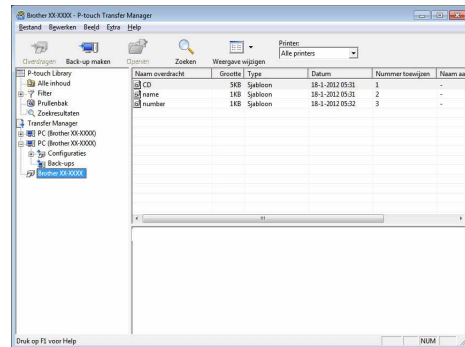 Brother XX-XXXX - P-touch Transfer Manager
Bestand Bewerken Beeld Extra Help
Overdragen Back-up maken Openen Zoeken Weergave wijzigen
Printer:
Alle printers
P-touch Library
Alle inhoud
Filter
Prullenbak
Zoekresultaten
Transfer Manager
PC (Brother XX-XXXX)
PC (Brother XX-XXXX)
Configuraties
Back-ups
Brother XX-XXXX
Naam overdracht Grootte Type Datum Nummer toewijzen Naam aa
CD 5KB Sjabloon 18-1-2012 05:31 1 -
name 1KB Sjabloon 18-1-2012 05:31 2 -
number 1KB Sjabloon 18-1-2012 05:32 3 -
Druk op F1 voor Help
NUM